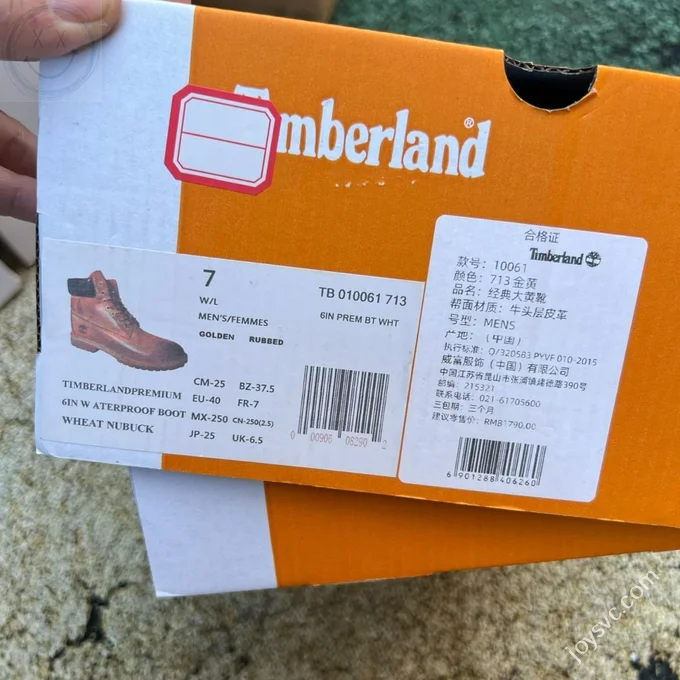 Timberland®
7
W/L
MEN'S/FEMMES
GOLDEN RUBBED
TB 010061 713
6IN PREM BT WHT
TIMBERLANDPREMIUM
6IN W ATERPROOF BOOT
WHEAT NUBUCK
CM-25 BZ-37.5
EU-40 FR-7
MX-250 CN-250(2.5)
JP-25 UK-6.5
0 00906 06290 2
合格证
Timberland
款号：10061
颜色：713 金黄
品名：经典大黄靴
帮面材质：牛头层皮革
号型：MENS
产地：（中国）
执行标准：Q/320583 PYVF 010-2015
威富服饰（中国）有限公司
中国江苏省昆山市张浦镇建德路390号
邮编：215321
联系电话：021-61705600
三包期：三个月
建议零售价：RMB1790.00
6 901288 406260
joysvc.com